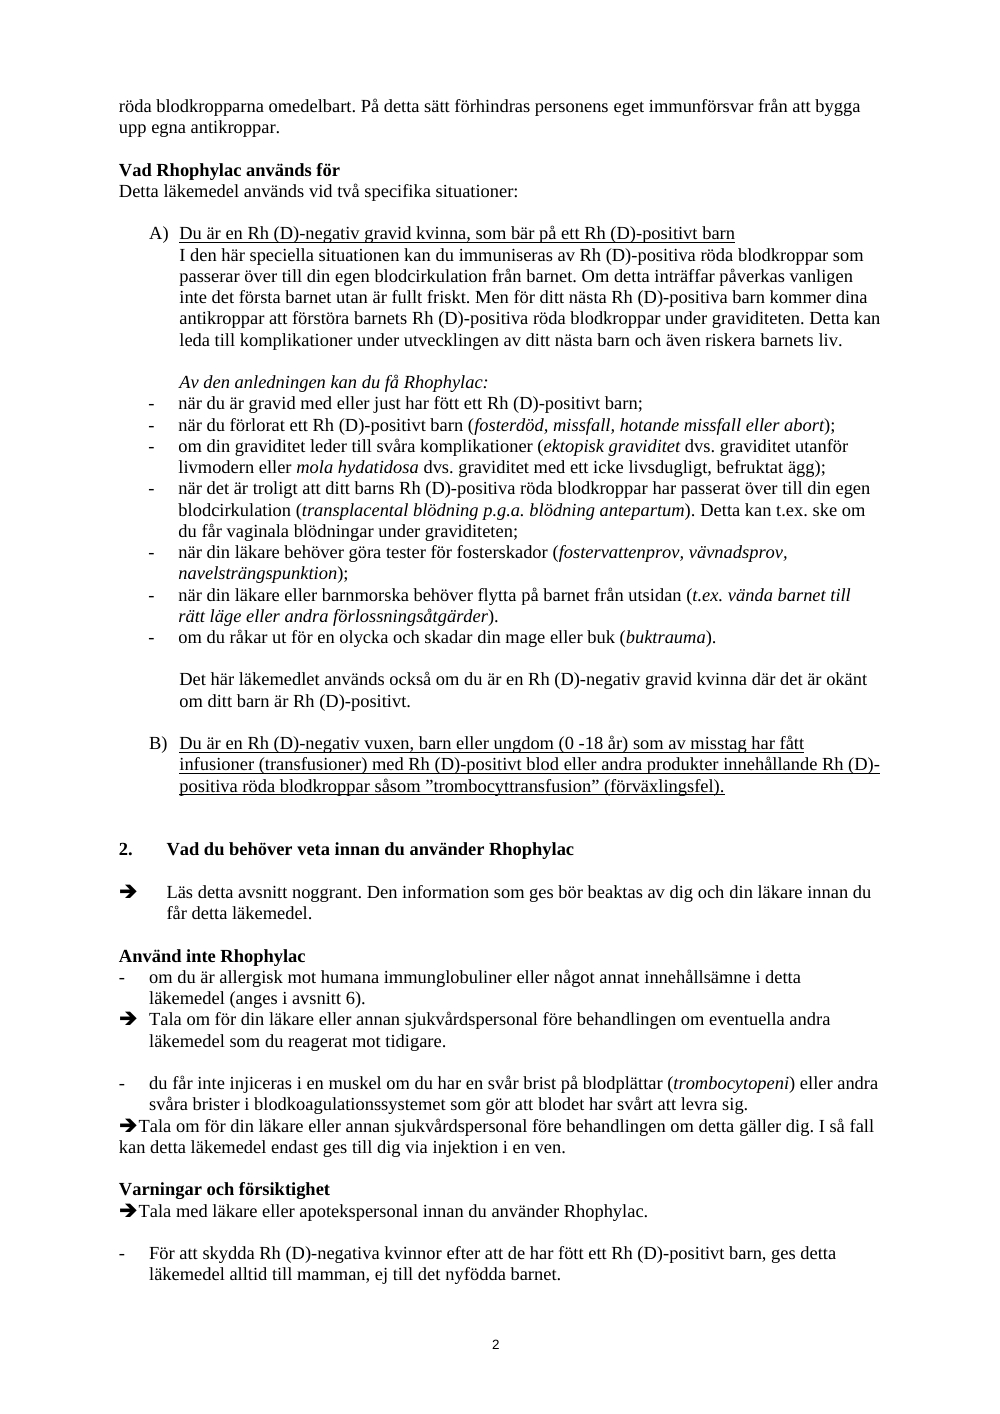 röda blodkropparna omedelbart. På detta sätt förhindras personens eget immunförsvar från att bygga
upp egna antikroppar.
Vad Rhophylac används för
Detta läkemedel används vid två specifika situationer:
A) Du är en Rh (D)-negativ gravid kvinna, som bär på ett Rh (D)-positivt barn
I den här speciella situationen kan du immuniseras av Rh (D)-positiva röda blodkroppar som
passerar över till din egen blodcirkulation från barnet. Om detta inträffar påverkas vanligen
inte det första barnet utan är fullt friskt. Men för ditt nästa Rh (D)-positiva barn kommer dina
antikroppar att förstöra barnets Rh (D)-positiva röda blodkroppar under graviditeten. Detta kan
leda till komplikationer under utvecklingen av ditt nästa barn och även riskera barnets liv.
Av den anledningen kan du få Rhophylac:
- när du är gravid med eller just har fött ett Rh (D)-positivt barn;
- när du förlorat ett Rh (D)-positivt barn (fosterdöd, missfall, hotande missfall eller abort);
- om din graviditet leder till svåra komplikationer (ektopisk graviditet dvs. graviditet utanför
livmodern eller mola hydatidosa dvs. graviditet med ett icke livsdugligt, befruktat ägg);
- när det är troligt att ditt barns Rh (D)-positiva röda blodkroppar har passerat över till din egen
blodcirkulation (transplacental blödning p.g.a. blödning antepartum). Detta kan t.ex. ske om
du får vaginala blödningar under graviditeten;
- när din läkare behöver göra tester för fosterskador (fostervattenprov, vävnadsprov,
navelsträngspunktion);
- när din läkare eller barnmorska behöver flytta på barnet från utsidan (t.ex. vända barnet till
rätt läge eller andra förlossningsåtgärder).
- om du råkar ut för en olycka och skadar din mage eller buk (buktrauma).
Det här läkemedlet används också om du är en Rh (D)-negativ gravid kvinna där det är okänt
om ditt barn är Rh (D)-positivt.
B) Du är en Rh (D)-negativ vuxen, barn eller ungdom (0 -18 år) som av misstag har fått
infusioner (transfusioner) med Rh (D)-positivt blod eller andra produkter innehållande Rh (D)-
positiva röda blodkroppar såsom ”trombocyttransfusion” (förväxlingsfel).
2. Vad du behöver veta innan du använder Rhophylac
➔ Läs detta avsnitt noggrant. Den information som ges bör beaktas av dig och din läkare innan du
får detta läkemedel.
Använd inte Rhophylac
- om du är allergisk mot humana immunglobuliner eller något annat innehållsämne i detta
läkemedel (anges i avsnitt 6).
➔ Tala om för din läkare eller annan sjukvårdspersonal före behandlingen om eventuella andra
läkemedel som du reagerat mot tidigare.
- du får inte injiceras i en muskel om du har en svår brist på blodplättar (trombocytopeni) eller andra
svåra brister i blodkoagulationssystemet som gör att blodet har svårt att levra sig.
➔Tala om för din läkare eller annan sjukvårdspersonal före behandlingen om detta gäller dig. I så fall
kan detta läkemedel endast ges till dig via injektion i en ven.
Varningar och försiktighet
➔Tala med läkare eller apotekspersonal innan du använder Rhophylac.
- För att skydda Rh (D)-negativa kvinnor efter att de har fött ett Rh (D)-positivt barn, ges detta
läkemedel alltid till mamman, ej till det nyfödda barnet.
2